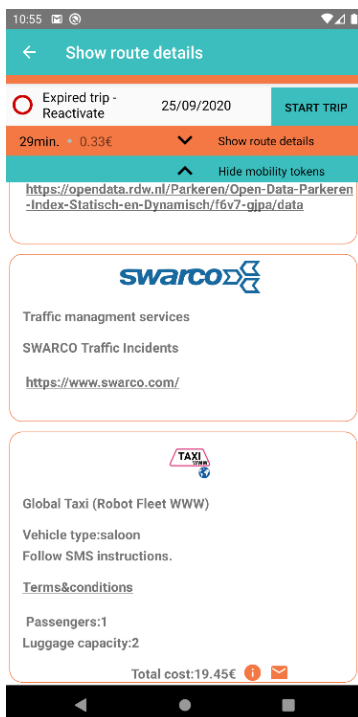 10:55
Show route details
Expired trip -
Reactivate
25/09/2020
START TRIP
29min. • 0.33€
Show route details
Hide mobility tokens
https://opendata.rdw.nl/Parkeren/Open-Data-Parkeren
-Index-Statisch-en-Dynamisch/f6v7-gjpa/data
swarco
Traffic managment services
SWARCO Traffic Incidents
https://www.swarco.com/
TAXI
WWW
Global Taxi (Robot Fleet WWW)
Vehicle type:saloon
Follow SMS instructions.
Terms&conditions
Passengers:1
Luggage capacity:2
Total cost:19.45€